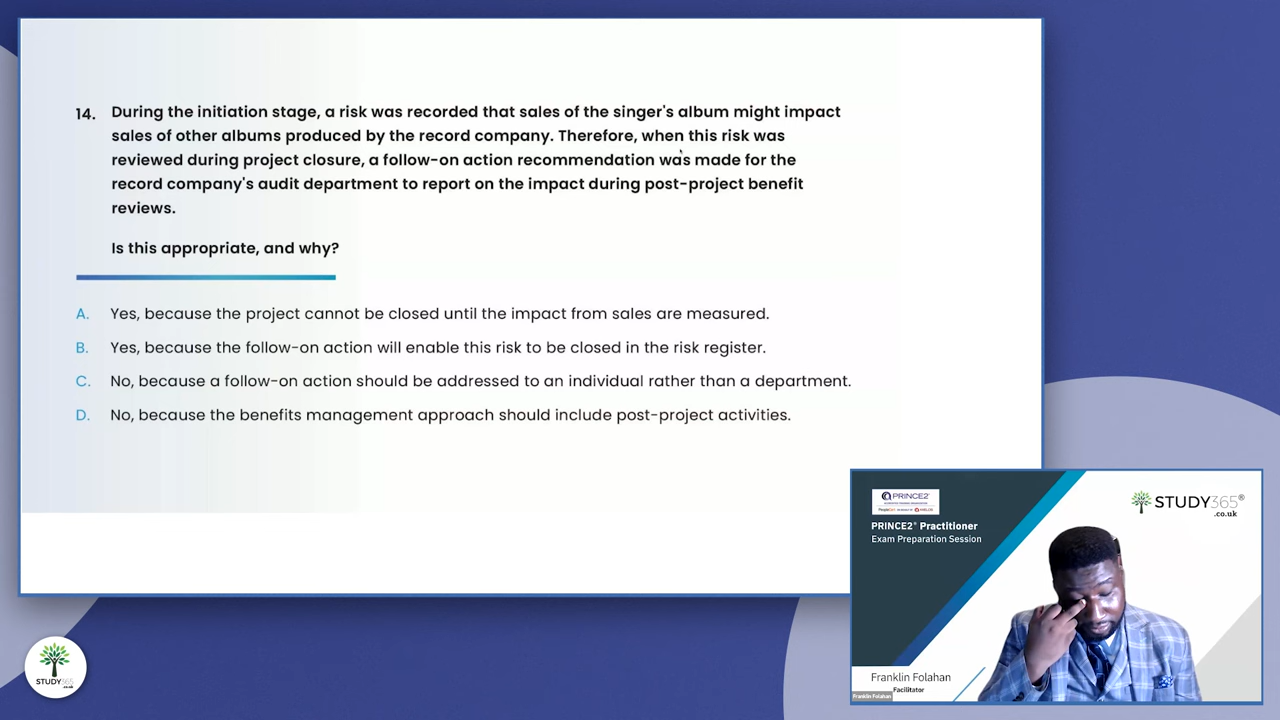 14. During the initiation stage, a risk was recorded that sales of the singer's album might impact
sales of other albums produced by the record company. Therefore, when this risk was
reviewed during project closure, a follow-on action recommendation was made for the
record company's audit department to report on the impact during post-project benefit
reviews.
Is this appropriate, and why?
A. Yes, because the project cannot be closed until the impact from sales are measured.
B. Yes, because the follow-on action will enable this risk to be closed in the risk register.
C. No, because a follow-on action should be addressed to an individual rather than a department.
D. No, because the benefits management approach should include post-project activities.
PRINCE2®
STUDY365®
.co.uk
PRINCE2® Practitioner
Exam Preparation Session
Franklin Folahan
Facilitator
Franklin Folahan
STUDY365
.co.uk